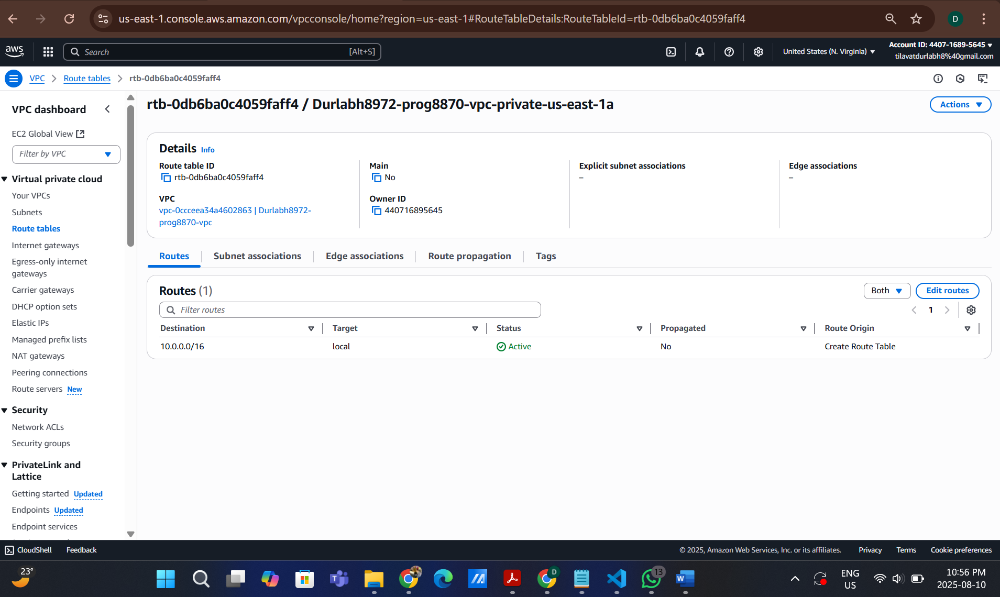 us-east-1.console.aws.amazon.com/vpcconsole/home?region=us-east-1#RouteTableDetails:RouteTableId=rtb-0db6ba0c4059faff4
D
aws
Search [Alt+S]
United States (N. Virginia)
Account ID: 4407-1689-5645
tilavatdurlabh8%40gmail.com
VPC > Route tables > rtb-0db6ba0c4059faff4
VPC dashboard
EC2 Global View
Filter by VPC
Virtual private cloud
Your VPCs
Subnets
Route tables
Internet gateways
Egress-only internet
gateways
Carrier gateways
DHCP option sets
Elastic IPs
Managed prefix lists
NAT gateways
Peering connections
Route servers New
Security
Network ACLs
Security groups
PrivateLink and
Lattice
Getting started Updated
Endpoints Updated
Endpoint services
rtb-0db6ba0c4059faff4 / Durlabh8972-prog8870-vpc-private-us-east-1a
Actions
Details Info
Route table ID
rtb-0db6ba0c4059faff4
Main
No
Explicit subnet associations
–
Edge associations
–
VPC
vpc-0ccceea34a4602863 | Durlabh8972-
prog8870-vpc
Owner ID
440716895645
Routes Subnet associations Edge associations Route propagation Tags
Routes (1)
Both
Edit routes
Filter routes
1
Destination Target Status Propagated Route Origin
10.0.0.0/16 local Active No Create Route Table
CloudShell Feedback
© 2025, Amazon Web Services, Inc. or its affiliates. Privacy Terms Cookie preferences
23°
D
13
ENG
US
10:56 PM
2025-08-10